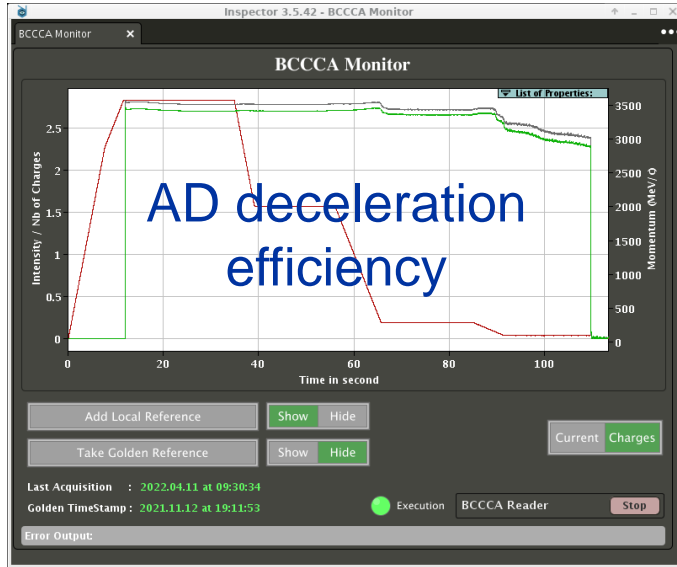 Inspector 3.5.42 - BCCCA Monitor
BCCCA Monitor
BCCCA Monitor
List of Properties:
Intensity / Nb of Charges
2.5
2
1.5
1
0.5
0
AD deceleration
efficiency
3500
3000
2500
2000
1500
1000
500
0
Momentum (MeV/c)
0 20 40 60 80 100
Time in second
Add Local Reference Show Hide
Take Golden Reference Show Hide
Current Charges
Last Acquisition : 2022.04.11 at 09:30:34
Golden TimeStamp : 2021.11.12 at 19:11:53
Execution BCCCA Reader Stop
Error Output: